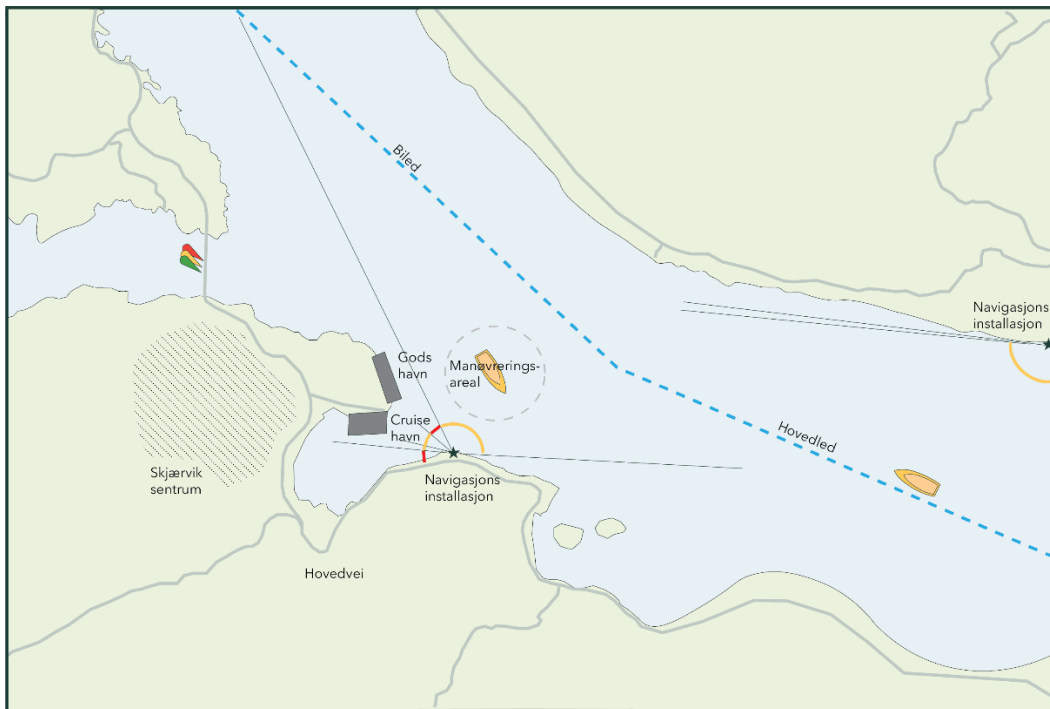 Biled
Navigasjons
installasjon
Gods
havn
Manøvrerings-
areal
Cruise
havn
Hovedled
Skjærvik
sentrum
Navigasjons
installasjon
Hovedvei